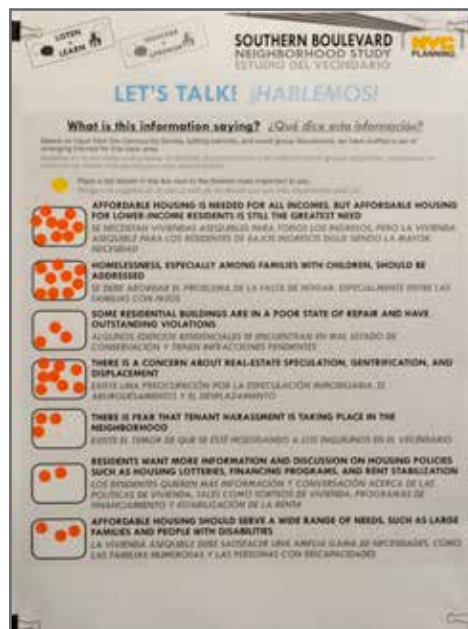 LISTEN + LEARN
SOUTHERN BOULEVARD
NEIGHBORHOOD STUDY
ESTUDIO DEL VECINDARIO
NYC
PLANNING
LET'S TALK! ¡HABLEMOS!
What is this information saying? ¿Qué dice esta información?
AFFORDABLE HOUSING IS NEEDED FOR ALL INCOMES, BUT AFFORDABLE HOUSING
FOR LOWER-INCOME RESIDENTS IS STILL THE GREATEST NEED
SE NECESITAN VIVIENDAS ASEQUIBLES PARA TODOS LOS INGRESOS, PERO LA VIVIENDA
ASEQUIBLE PARA LOS RESIDENTES DE BAJOS INGRESOS SIGUE SIENDO LA MAYOR
NECESIDAD
HOMELESSNESS, ESPECIALLY AMONG FAMILIES WITH CHILDREN, SHOULD BE
ADDRESSED
SE DEBE ABORDAR EL PROBLEMA DE LA FALTA DE HOGAR, ESPECIALMENTE ENTRE LAS
FAMILIAS CON
SOME RESIDENTIAL BUILDINGS ARE IN A POOR STATE OF REPAIR AND HAVE
OUTSTANDING VIOLATIONS
ALGUNOS EDIFICIOS RESIDENCIALES SE ENCUENTRAN EN MAL ESTADO DE
CONSERVACIÓN Y TIENEN INFRACCIONES PENDIENTES
THERE IS A CONCERN ABOUT REAL-ESTATE SPECULATION, GENTRIFICATION, AND
DISPLACEMENT
EXISTE UNA PREOCUPACIÓN POR LA ESPECULACIÓN INMOBILIARIA, EL
ABURGUESAMIENTO Y EL DESPLAZAMIENTO
THERE IS FEAR THAT TENANT HARASSMENT IS TAKING PLACE IN THE
NEIGHBORHOOD
EXISTE EL TEMOR DE QUE SE ESTÉ HOSTIGANDO A LOS INQUILINOS EN EL VECINDARIO
RESIDENTS WANT MORE INFORMATION AND DISCUSSION ON HOUSING POLICIES
SUCH AS HOUSING LOTTERIES, FINANCING PROGRAMS, AND RENT STABILIZATION
LOS RESIDENTES QUIEREN MÁS INFORMACIÓN Y CONVERSACIÓN ACERCA DE LAS
POLÍTICAS DE VIVIENDA, TALES COMO SORTEOS DE VIVIENDA, PROGRAMAS DE
FINANCIAMIENTO Y ESTABILIZACIÓN DE LA RENTA
AFFORDABLE HOUSING SHOULD SERVE A WIDE RANGE OF NEEDS, SUCH AS LARGE
FAMILIES AND PEOPLE WITH DISABILITIES
LA VIVIENDA ASEQUIBLE DEBE SATISFACER UNA AMPLIA GAMA DE NECESIDADES, COMO
LAS FAMILIAS NUMEROSAS Y LAS PERSONAS CON DISCAPACIDADES